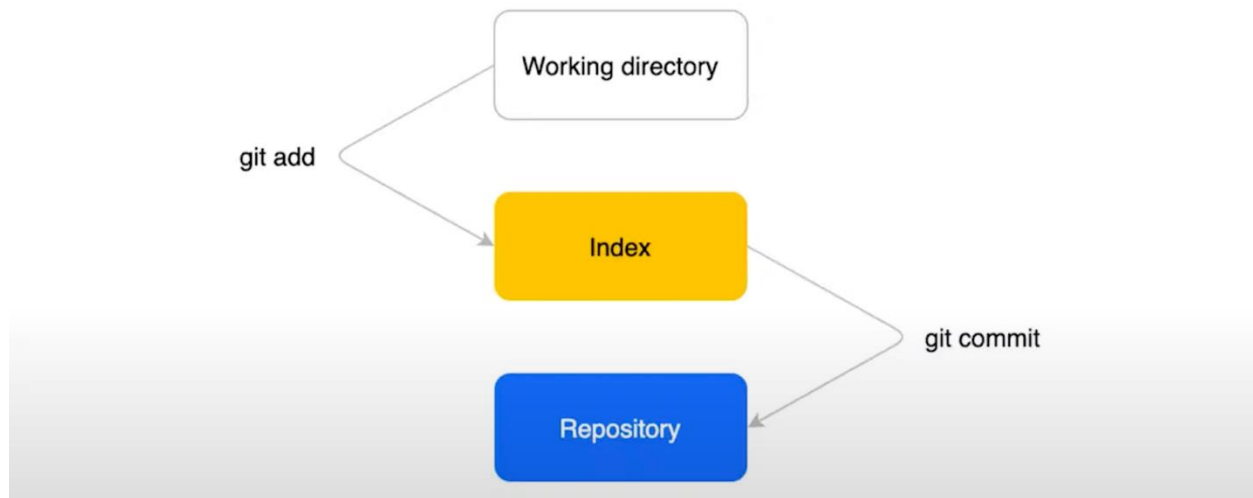 Working directory
git add
Index
git commit
Repository